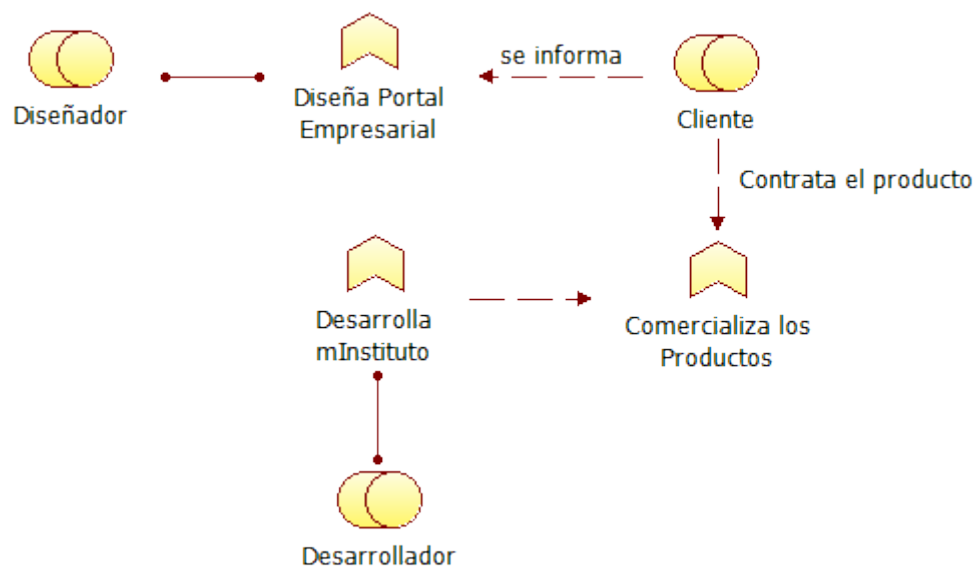 se informa
Diseñador
Diseña Portal
Empresarial
Cliente
Contrata el producto
Desarrolla
mInstituto
Comercializa los
Productos
Desarrollador